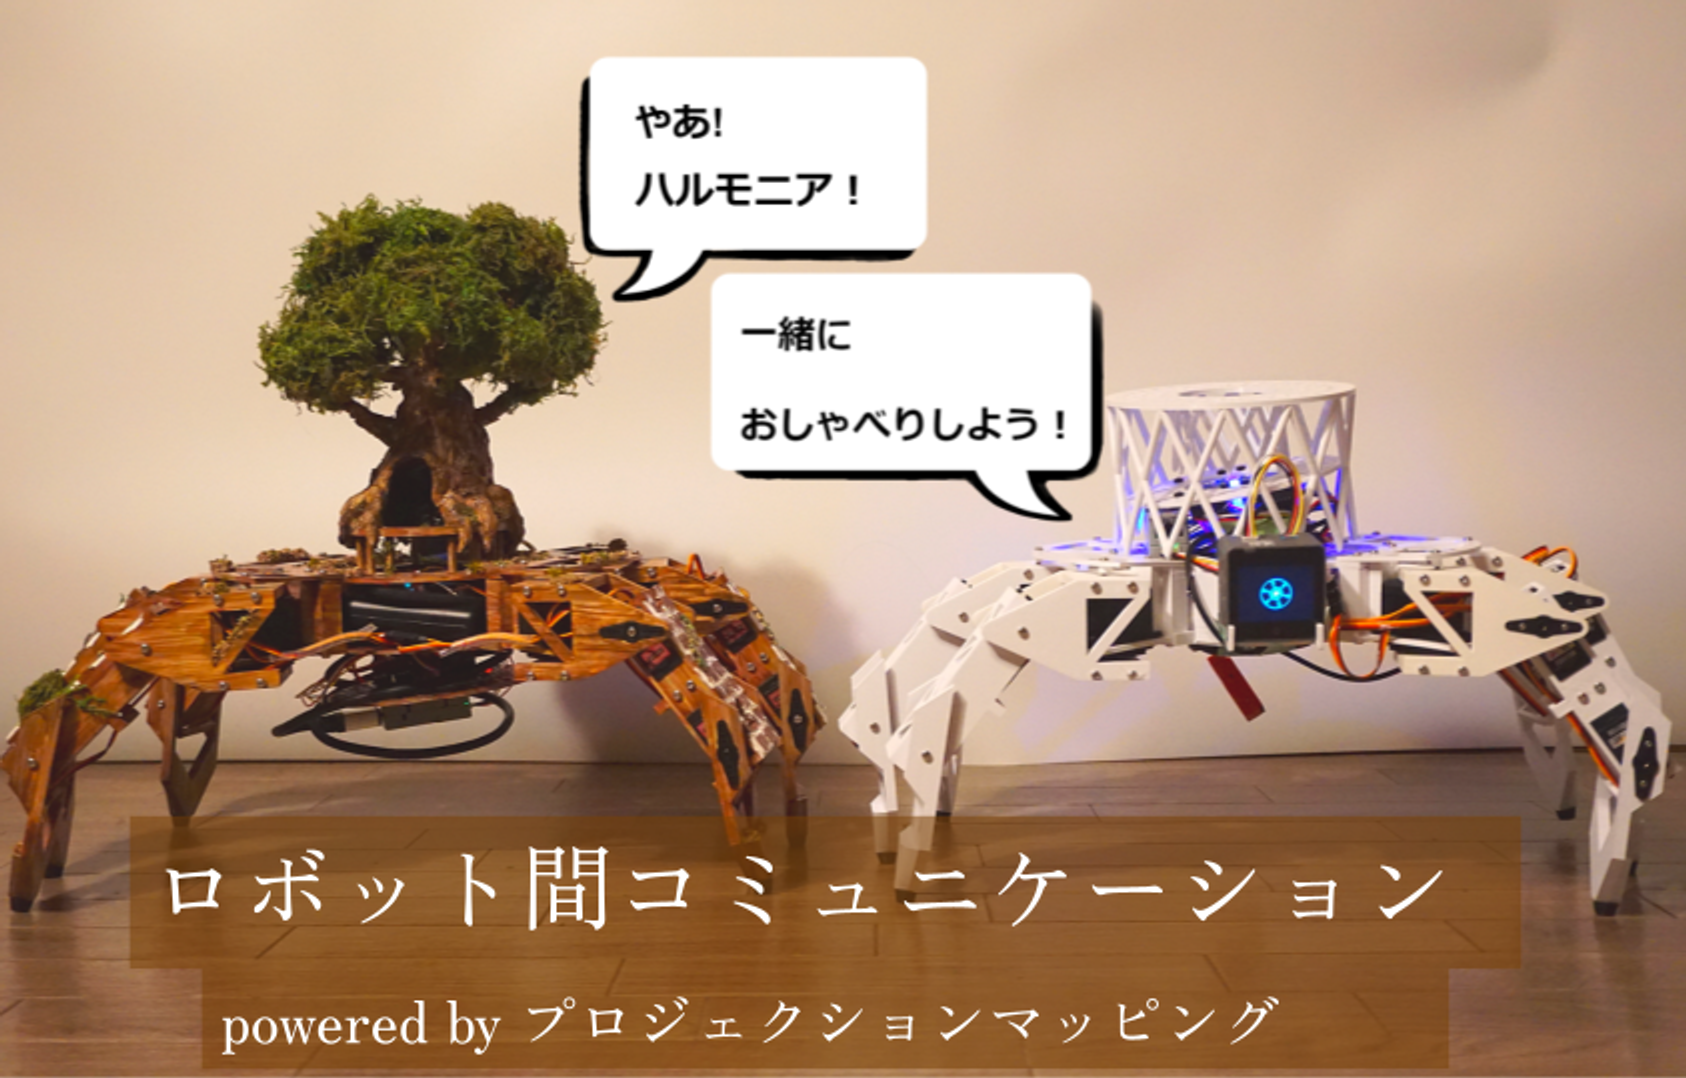 やあ!
ハルモニア！
一緒に
おしゃべりしよう！
ロボット間コミュニケーション
powered by プロジェクションマッピング